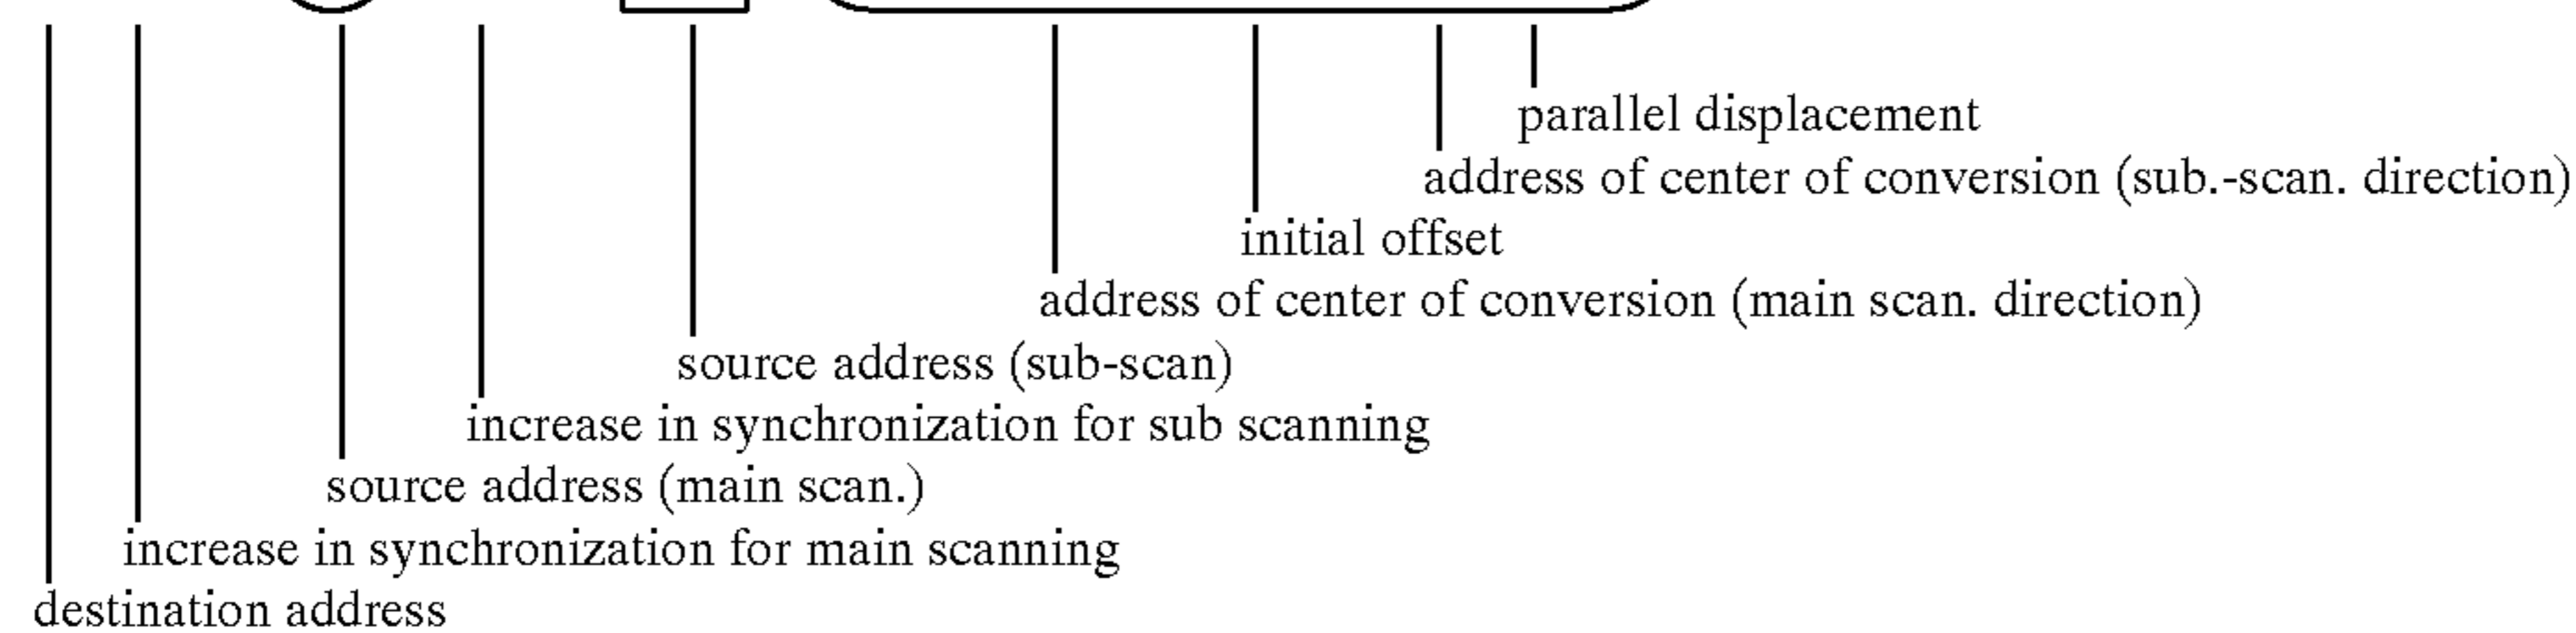 parallel displacement
address of center of conversion (sub.-scan. direction)
initial offset
address of center of conversion (main scan. direction)
source address (sub-scan)
increase in synchronization for sub scanning
source address (main scan.)
increase in synchronization for main scanning
destination address